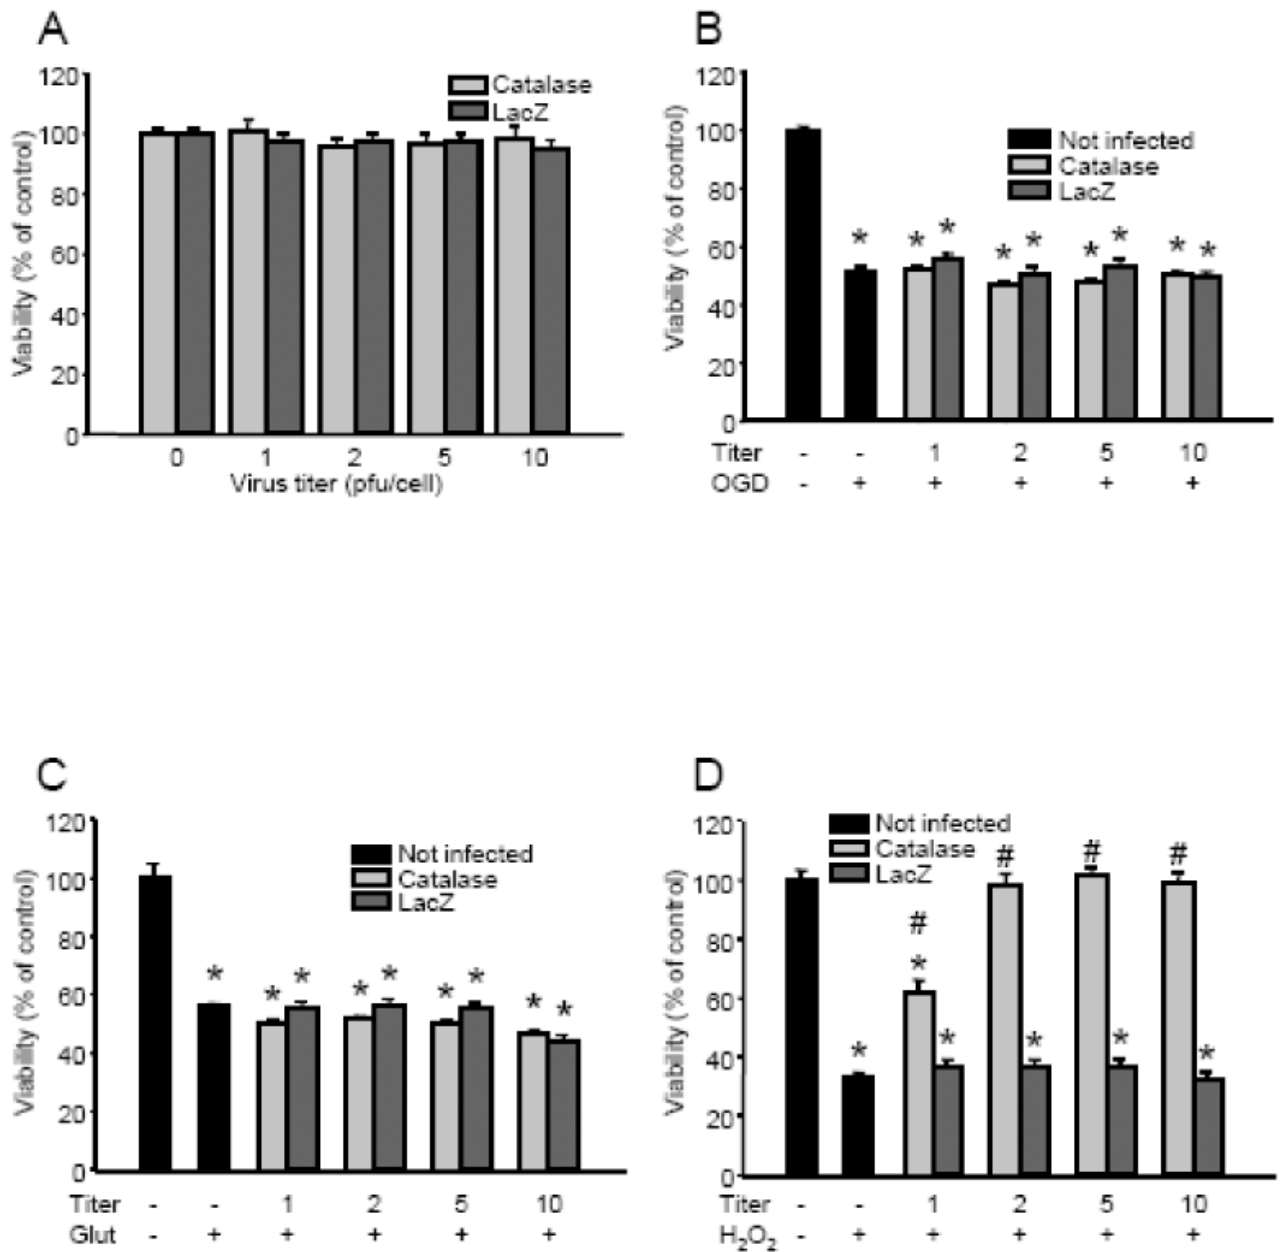 A
120
100
80
60
40
20
0
Viability (% of control)
Catalase
LacZ
0 1 2 5 10
Virus titer (pfu/cell)
B
120
100
80
60
40
20
0
Viability (% of control)
Not infected
Catalase
LacZ
*
* *
* *
* *
* *
Titer - - 1 2 5 10
OGD - + + + + +
C
120
100
80
60
40
20
0
Viability (% of control)
Not infected
Catalase
LacZ
*
* *
* *
* *
* *
Titer - - 1 2 5 10
Glut - + + + + +
D
120
100
80
60
40
20
0
Viability (% of control)
Not infected
Catalase
LacZ
# # #
#
*
* * * * *
Titer - - 1 2 5 10
H₂O₂ - + + + + +